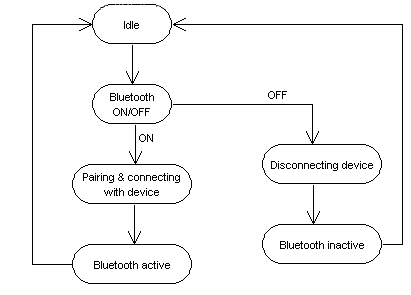 Idle
Bluetooth
ON/OFF
OFF
ON
Disconnecting device
Pairing & connecting
with device
Bluetooth inactive
Bluetooth active